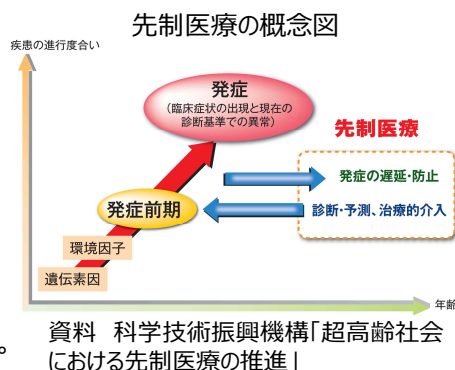 先制医療の概念図
疾患の進行度合い
発症
(臨床症状の出現と現在の
診断基準での異常)
先制医療
発症の遅延・防止
診断・予測、治療的介入
発症前期
環境因子
遺伝素因
年齢
。
資料 科学技術振興機構「超高齢社会
における先制医療の推進」